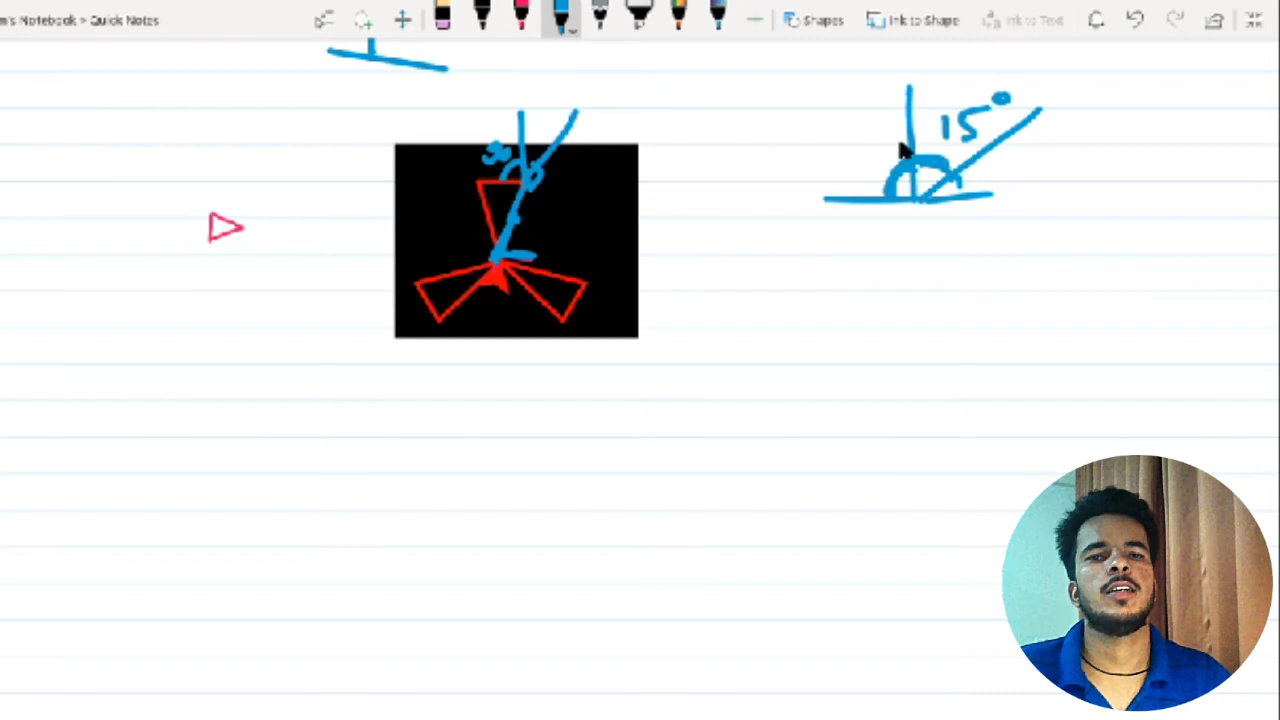 m's Notebook > Quick Notes
Shapes
Ink to Shape
Ink to Text
15°